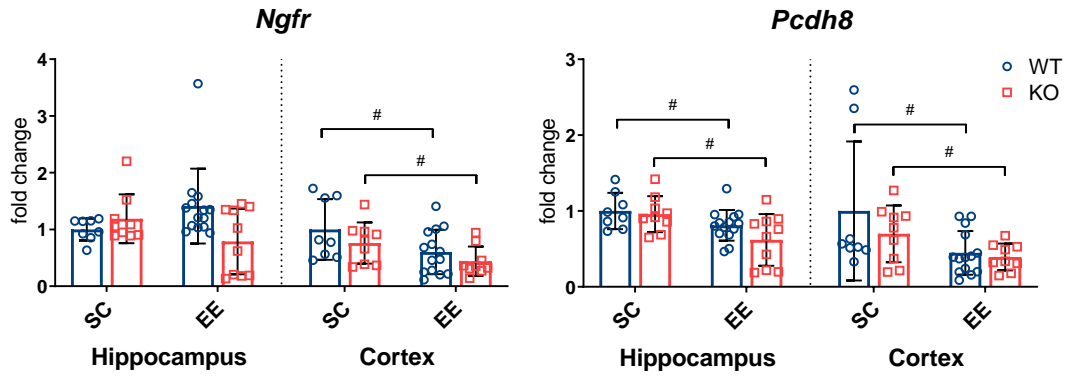 Ngfr
fold change
4
3
2
1
0
#
#
SC
EE
SC
EE
Hippocampus
Cortex
Pcdh8
fold change
3
2
1
0
#
#
#
#
WT
KO
SC
EE
SC
EE
Hippocampus
Cortex